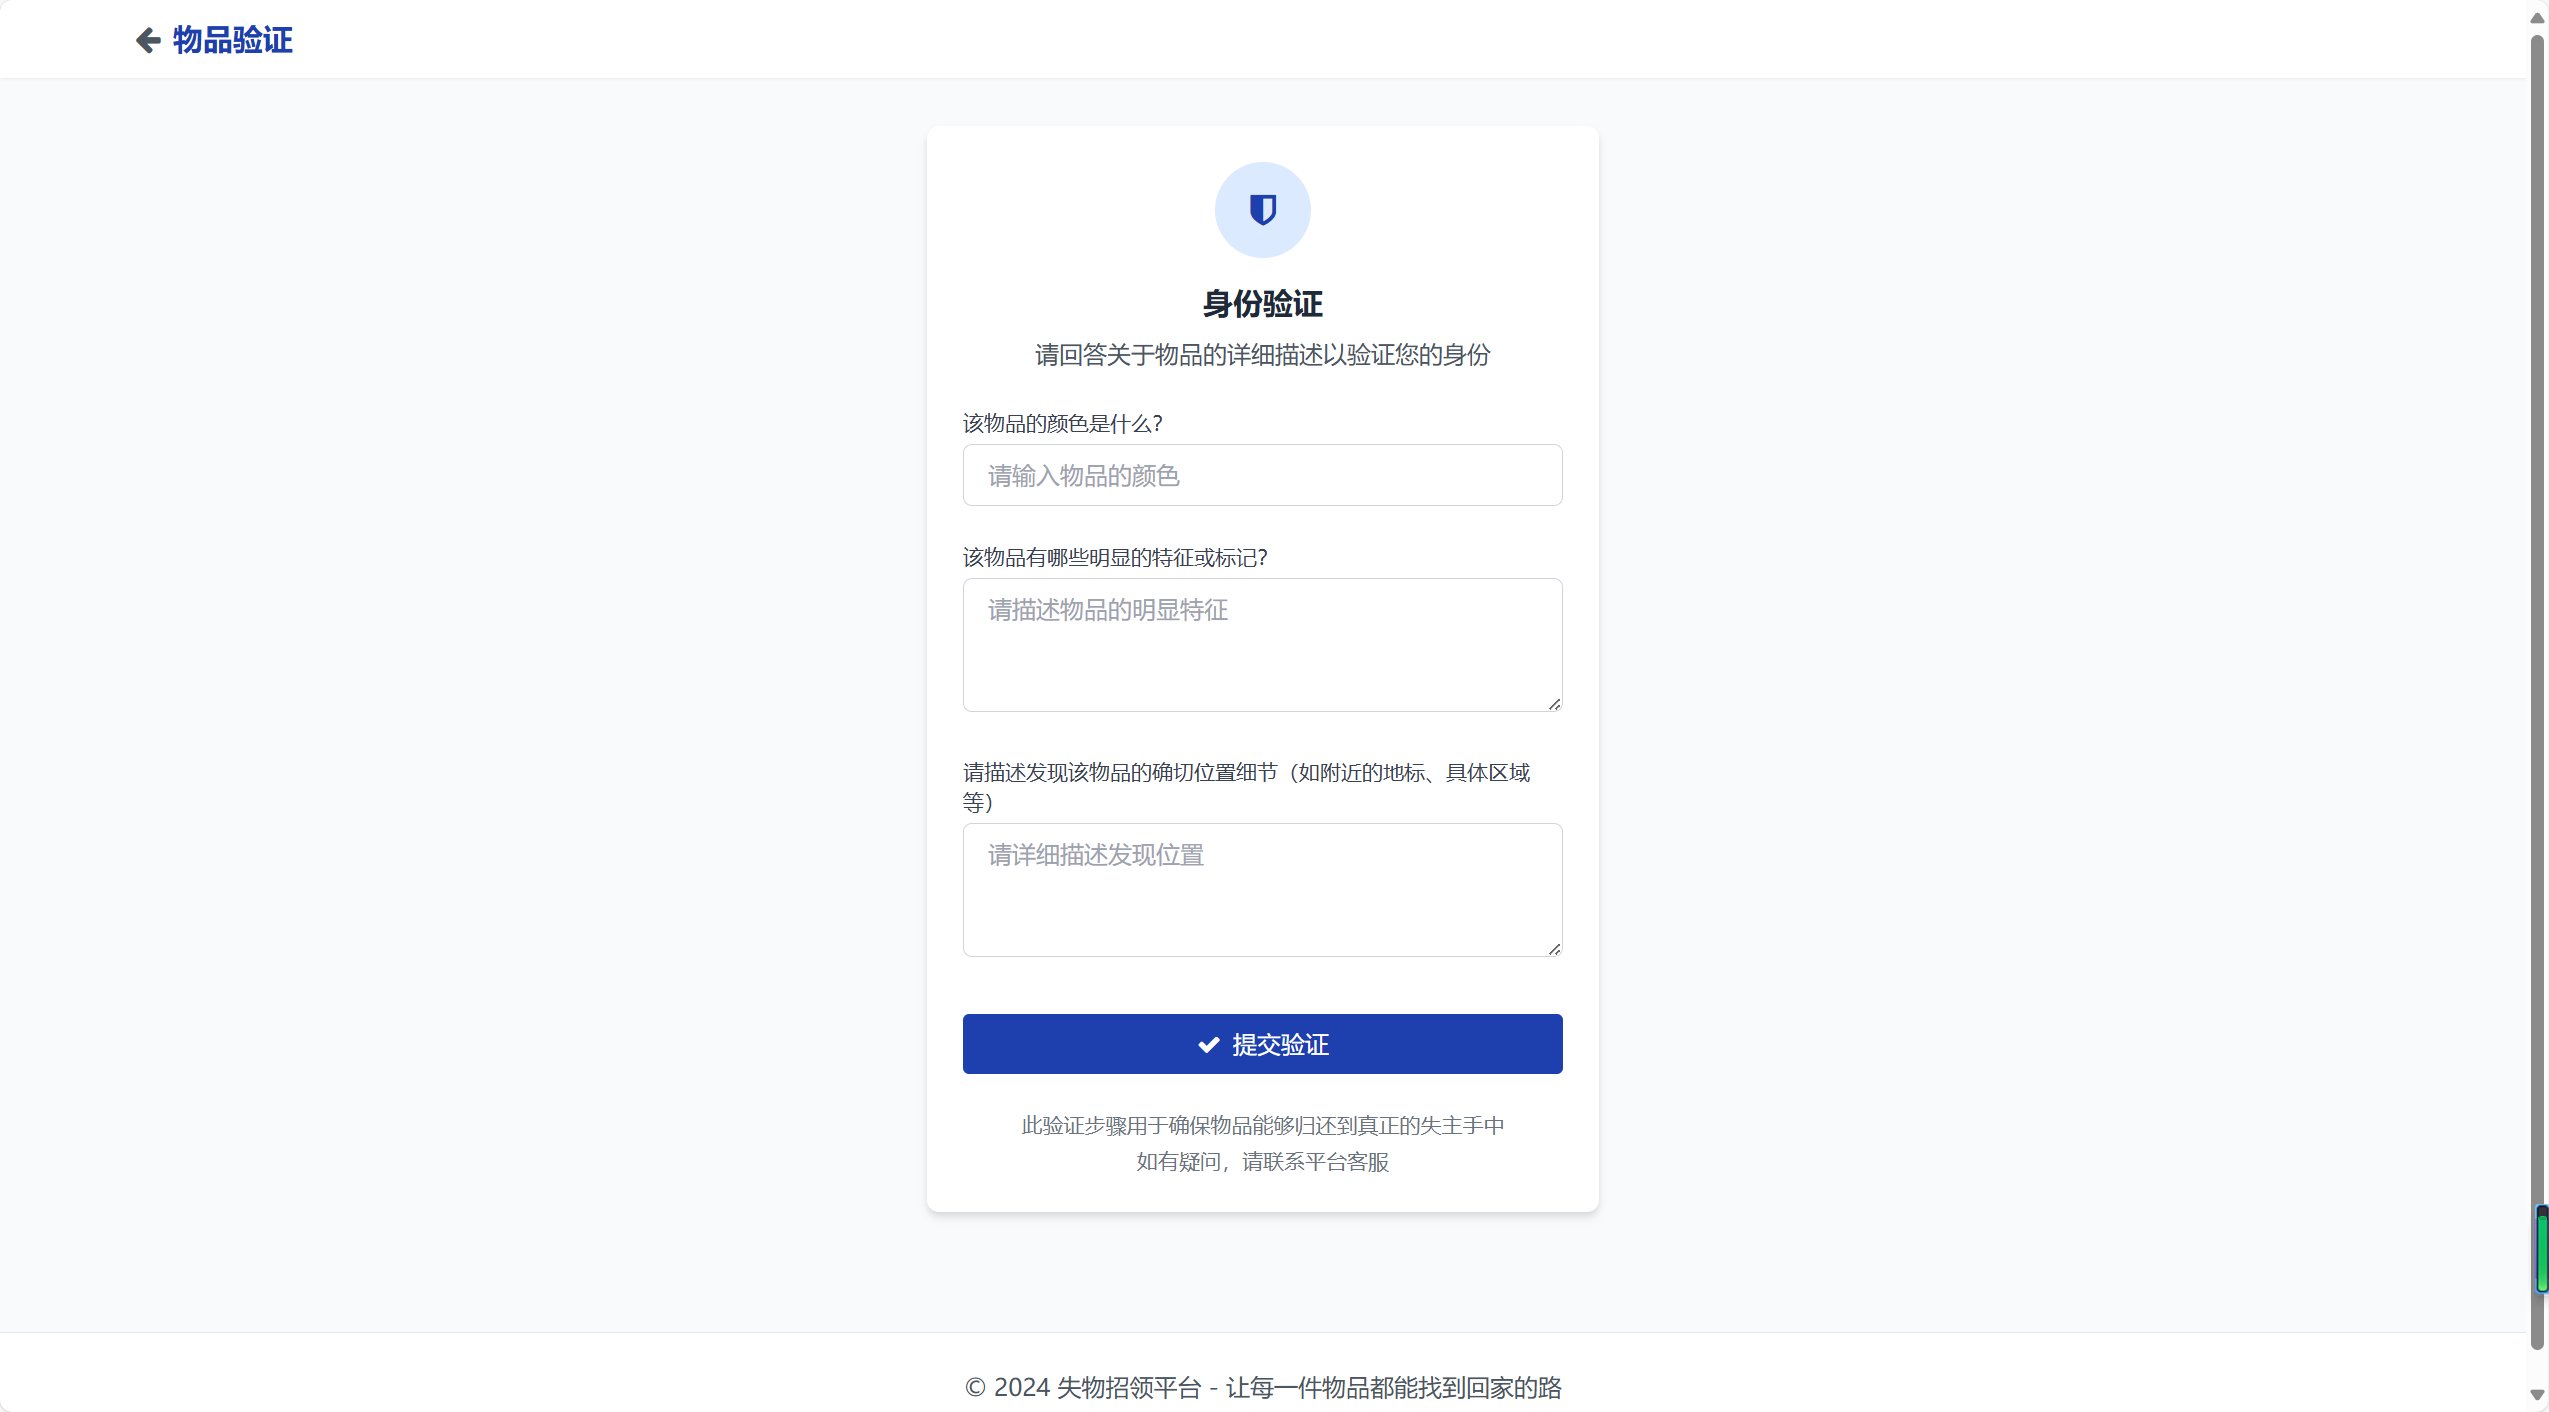 物品验证
身份验证
请回答关于物品的详细描述以验证您的身份
该物品的颜色是什么?
请输入物品的颜色
该物品有哪些明显的特征或标记?
请描述物品的明显特征
请描述发现该物品的确切位置细节（如附近的地标、具体区域
等）
请详细描述发现位置
提交验证
此验证步骤用于确保物品能够归还到真正的失主手中
如有疑问，请联系平台客服
© 2024 失物招领平台 - 让每一件物品都能找到回家的路